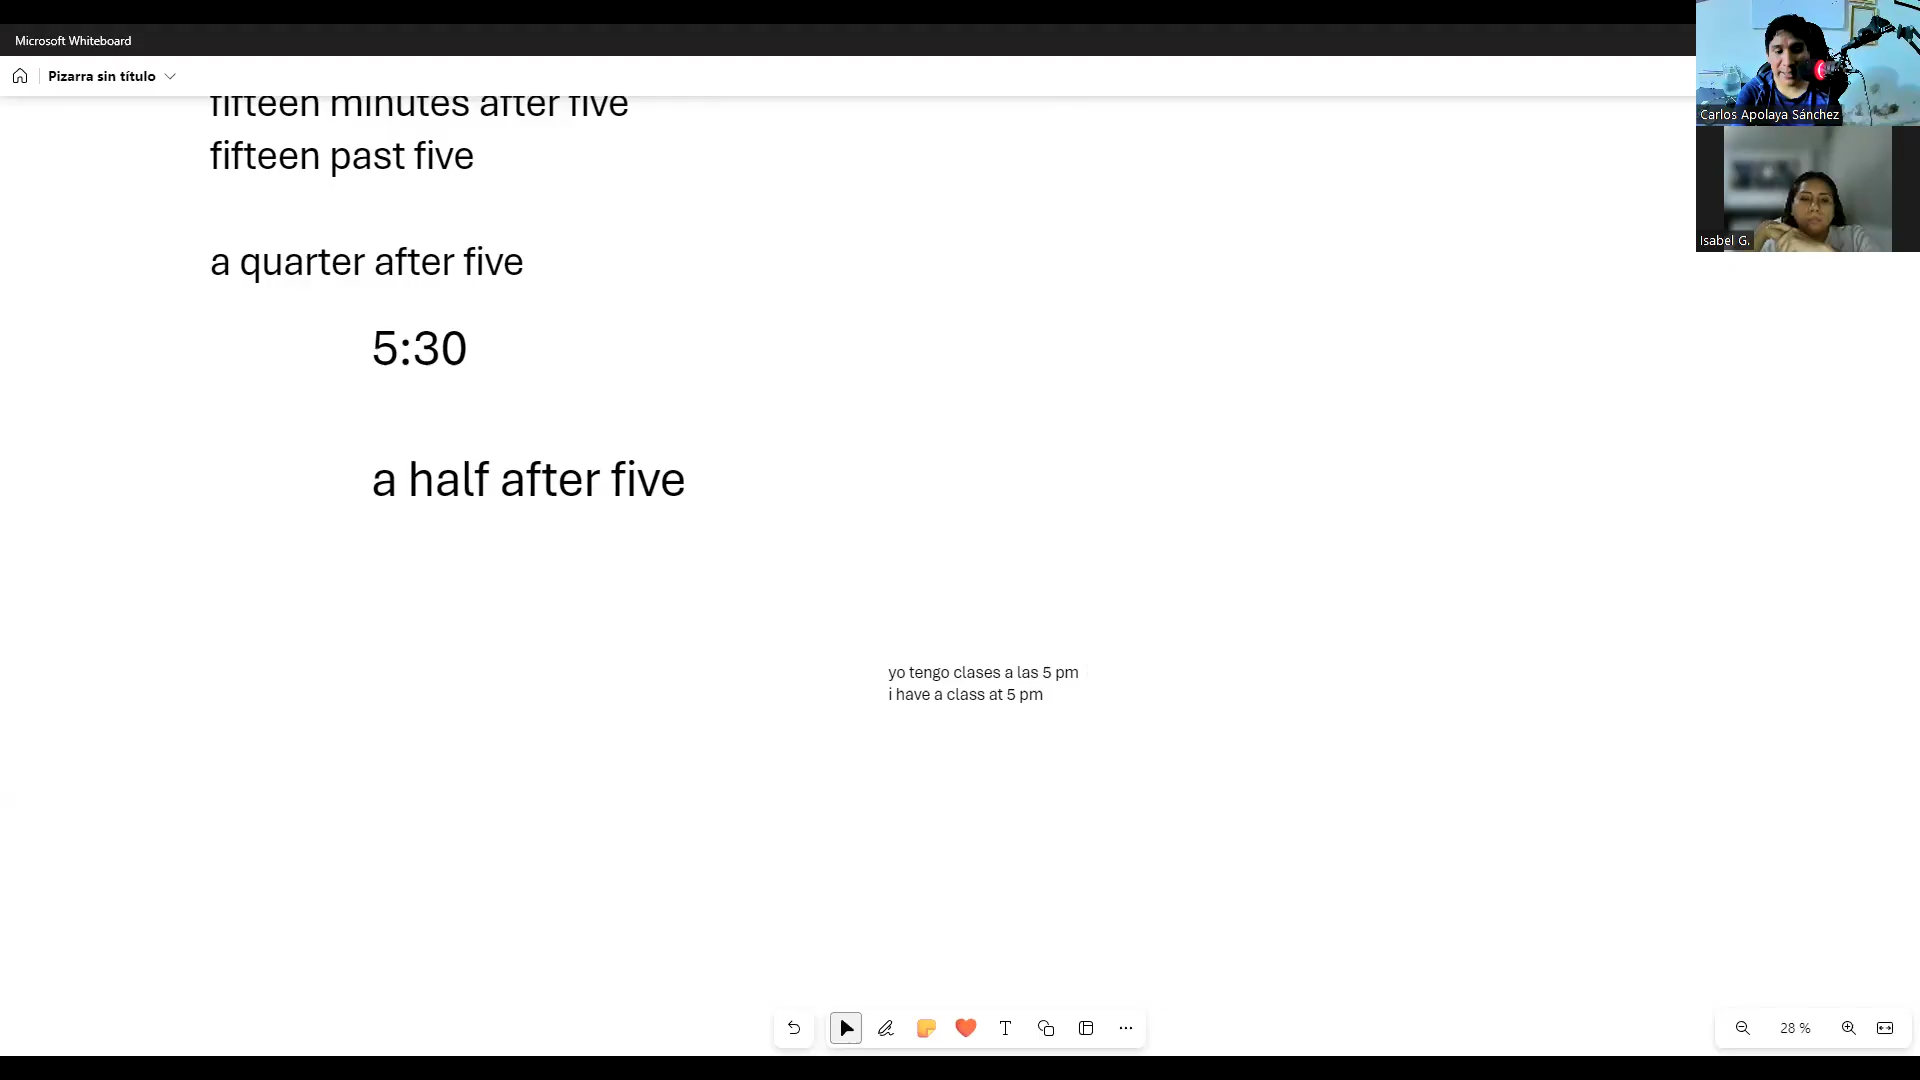 Microsoft Whiteboard
Pizarra sin título
Carlos Apolaya Sánchez
Isabel G.
fifteen minutes after five
fifteen past five
a quarter after five
5:30
a half after five
yo tengo clases a las 5 pm
i have a class at 5 pm
28 %